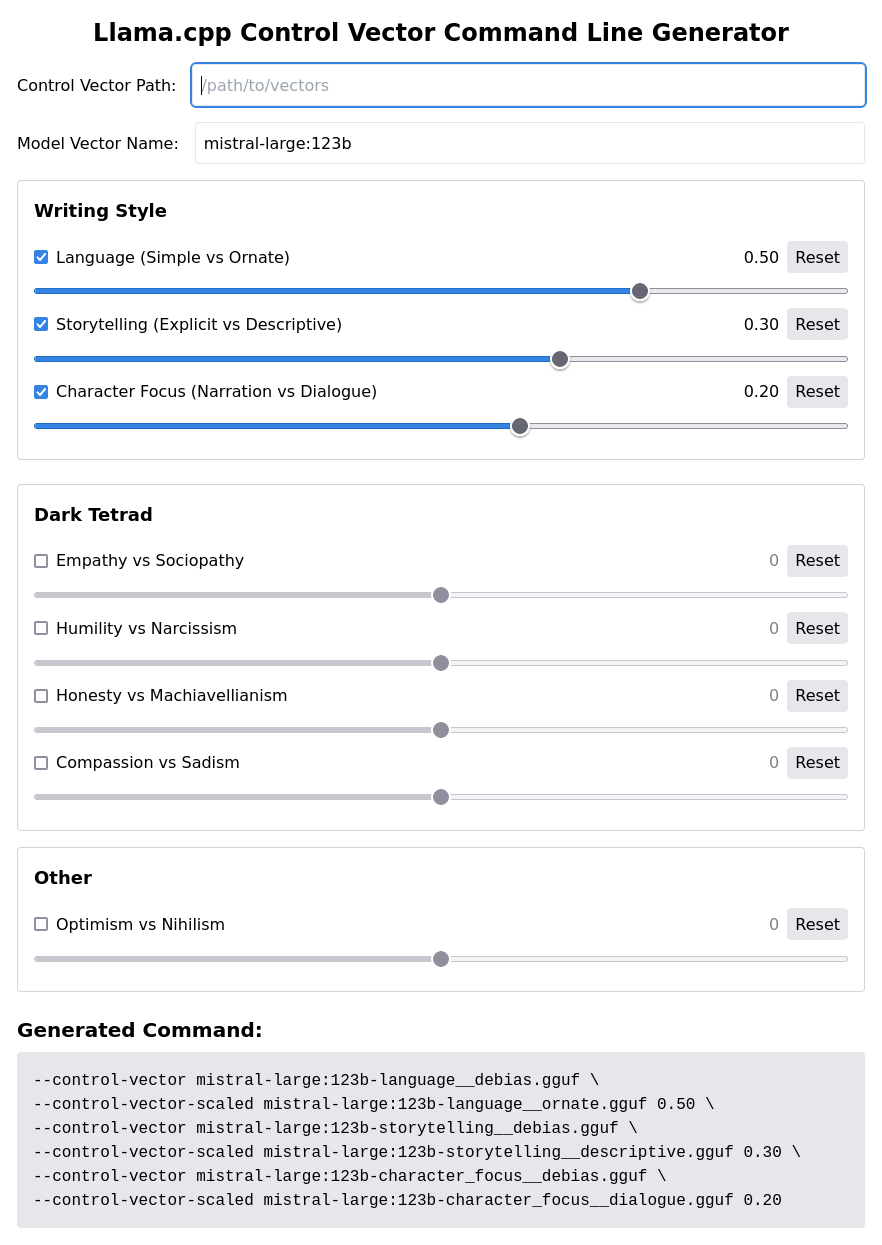 Llama.cpp Control Vector Command Line Generator
Control Vector Path: /path/to/vectors
Model Vector Name: mistral-large:123b
Writing Style
Language (Simple vs Ornate) 0.50 Reset
Storytelling (Explicit vs Descriptive) 0.30 Reset
Character Focus (Narration vs Dialogue) 0.20 Reset
Dark Tetrad
Empathy vs Sociopathy 0 Reset
Humility vs Narcissism 0 Reset
Honesty vs Machiavellianism 0 Reset
Compassion vs Sadism 0 Reset
Other
Optimism vs Nihilism 0 Reset
Generated Command:
--control-vector mistral-large:123b-language__debias.gguf \
--control-vector-scaled mistral-large:123b-language__ornate.gguf 0.50 \
--control-vector mistral-large:123b-storytelling__debias.gguf \
--control-vector-scaled mistral-large:123b-storytelling__descriptive.gguf 0.30 \
--control-vector mistral-large:123b-character_focus__debias.gguf \
--control-vector-scaled mistral-large:123b-character_focus__dialogue.gguf 0.20